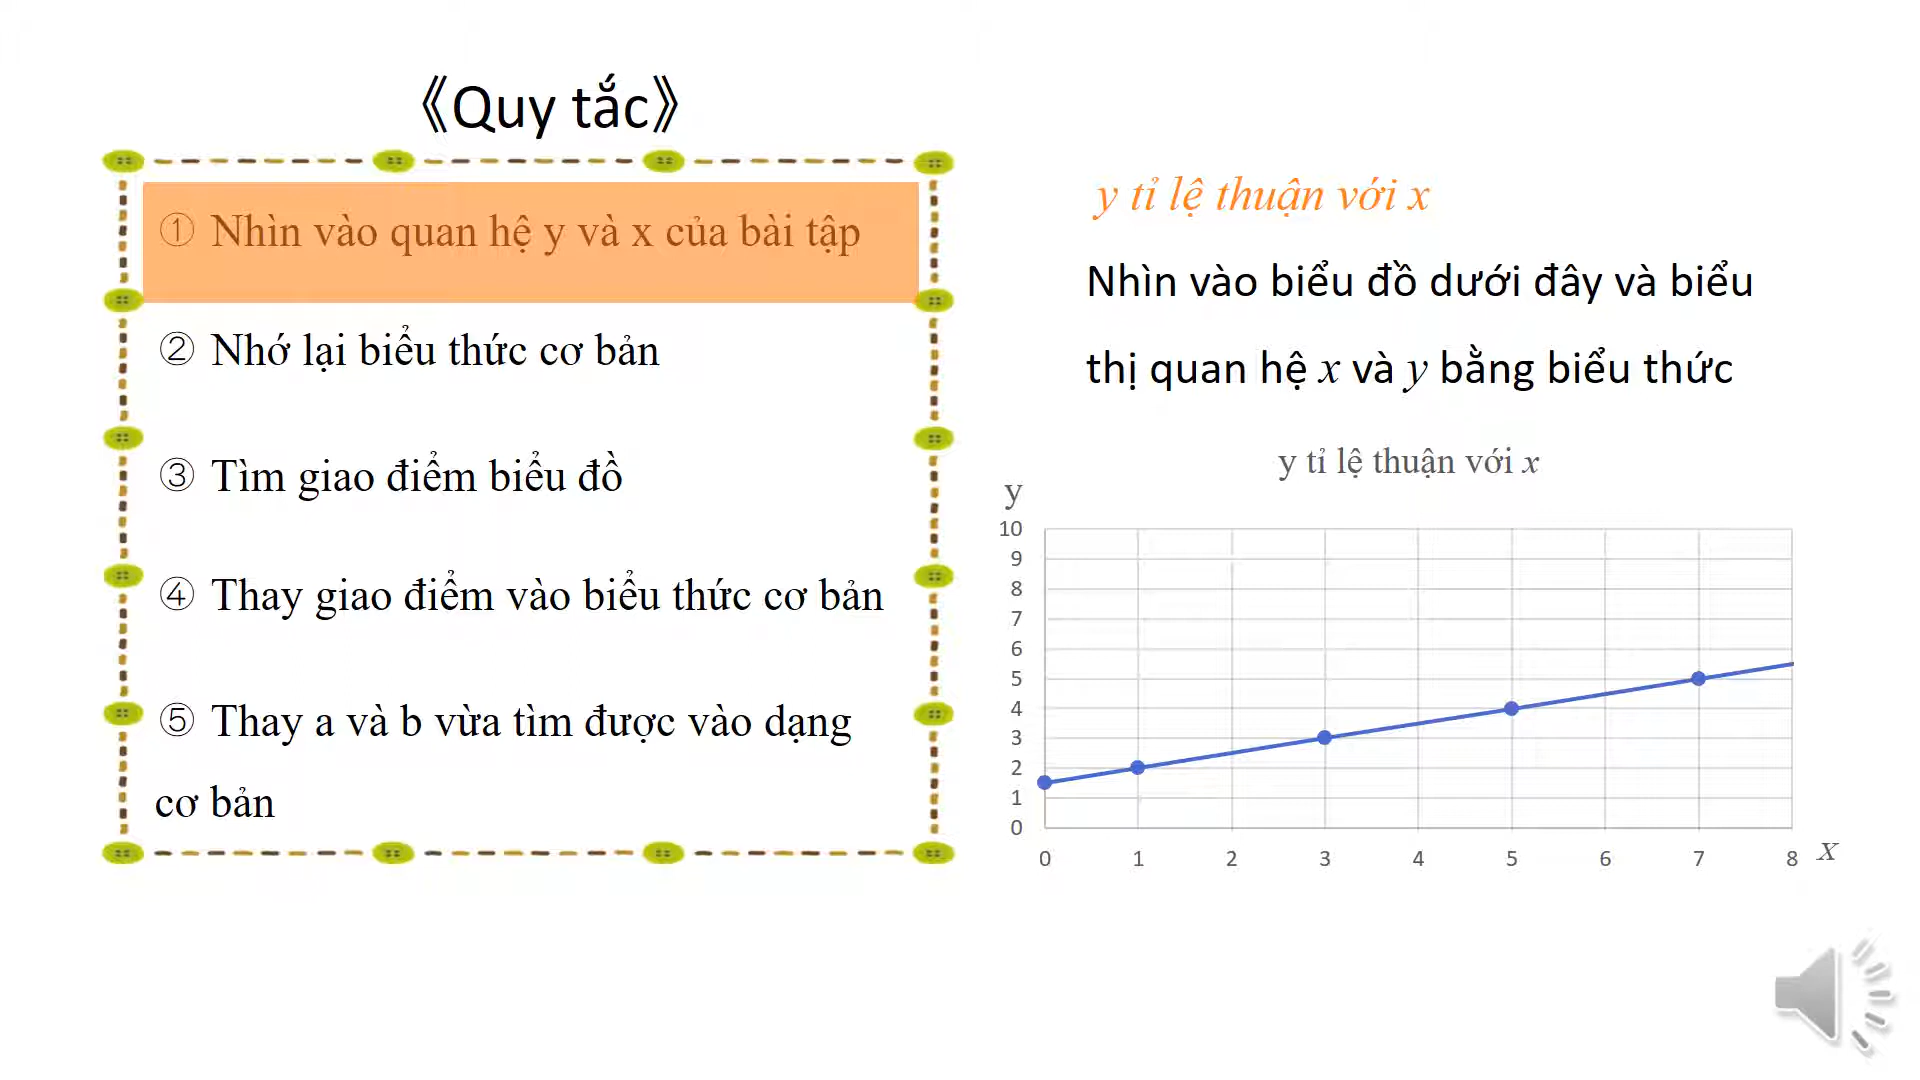 《Quy tắc》
① Nhìn vào quan hệ y và x của bài tập
② Nhớ lại biểu thức cơ bản
③ Tìm giao điểm biểu đồ
④ Thay giao điểm vào biểu thức cơ bản
⑤ Thay a và b vừa tìm được vào dạng
cơ bản
y tỉ lệ thuận với x
Nhìn vào biểu đồ dưới đây và biểu
thị quan hệ x và y bằng biểu thức
y tỉ lệ thuận với x
y
10
9
8
7
6
5
4
3
2
1
0
0 1 2 3 4 5 6 7 8 x